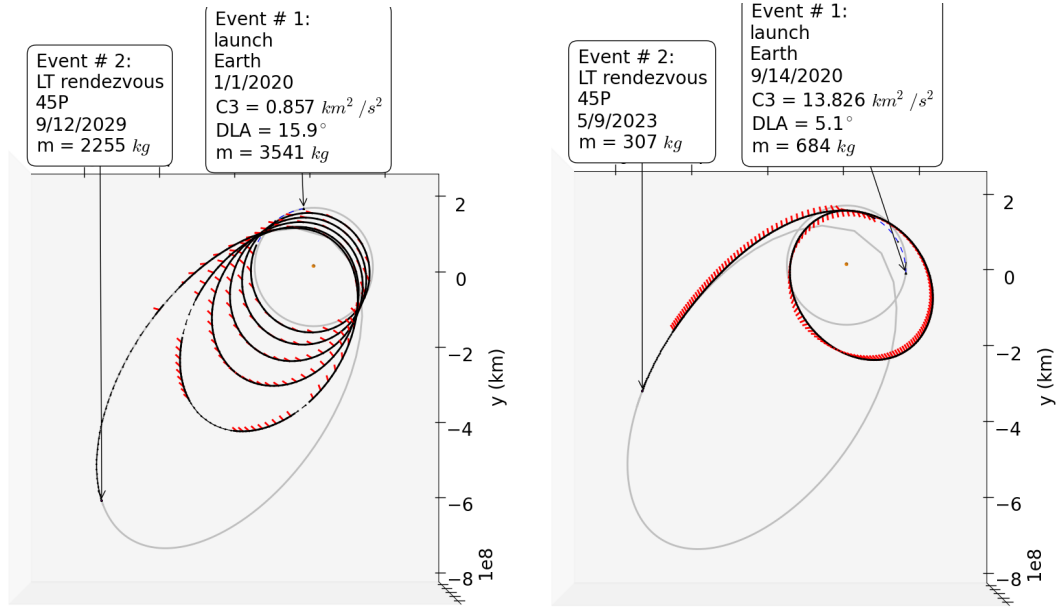 Event # 2:
LT rendezvous
45P
9/12/2029
m = 2255 kg
Event # 1:
launch
Earth
1/1/2020
C3 = 0.857 km² /s²
DLA = 15.9°
m = 3541 kg
2
0
−2
−4
−6
−8
y (km)
1e8
Event # 2:
LT rendezvous
45P
5/9/2023
m = 307 kg
Event # 1:
launch
Earth
9/14/2020
C3 = 13.826 km² /s²
DLA = 5.1°
m = 684 kg
2
0
−2
−4
−6
−8
y (km)
1e8